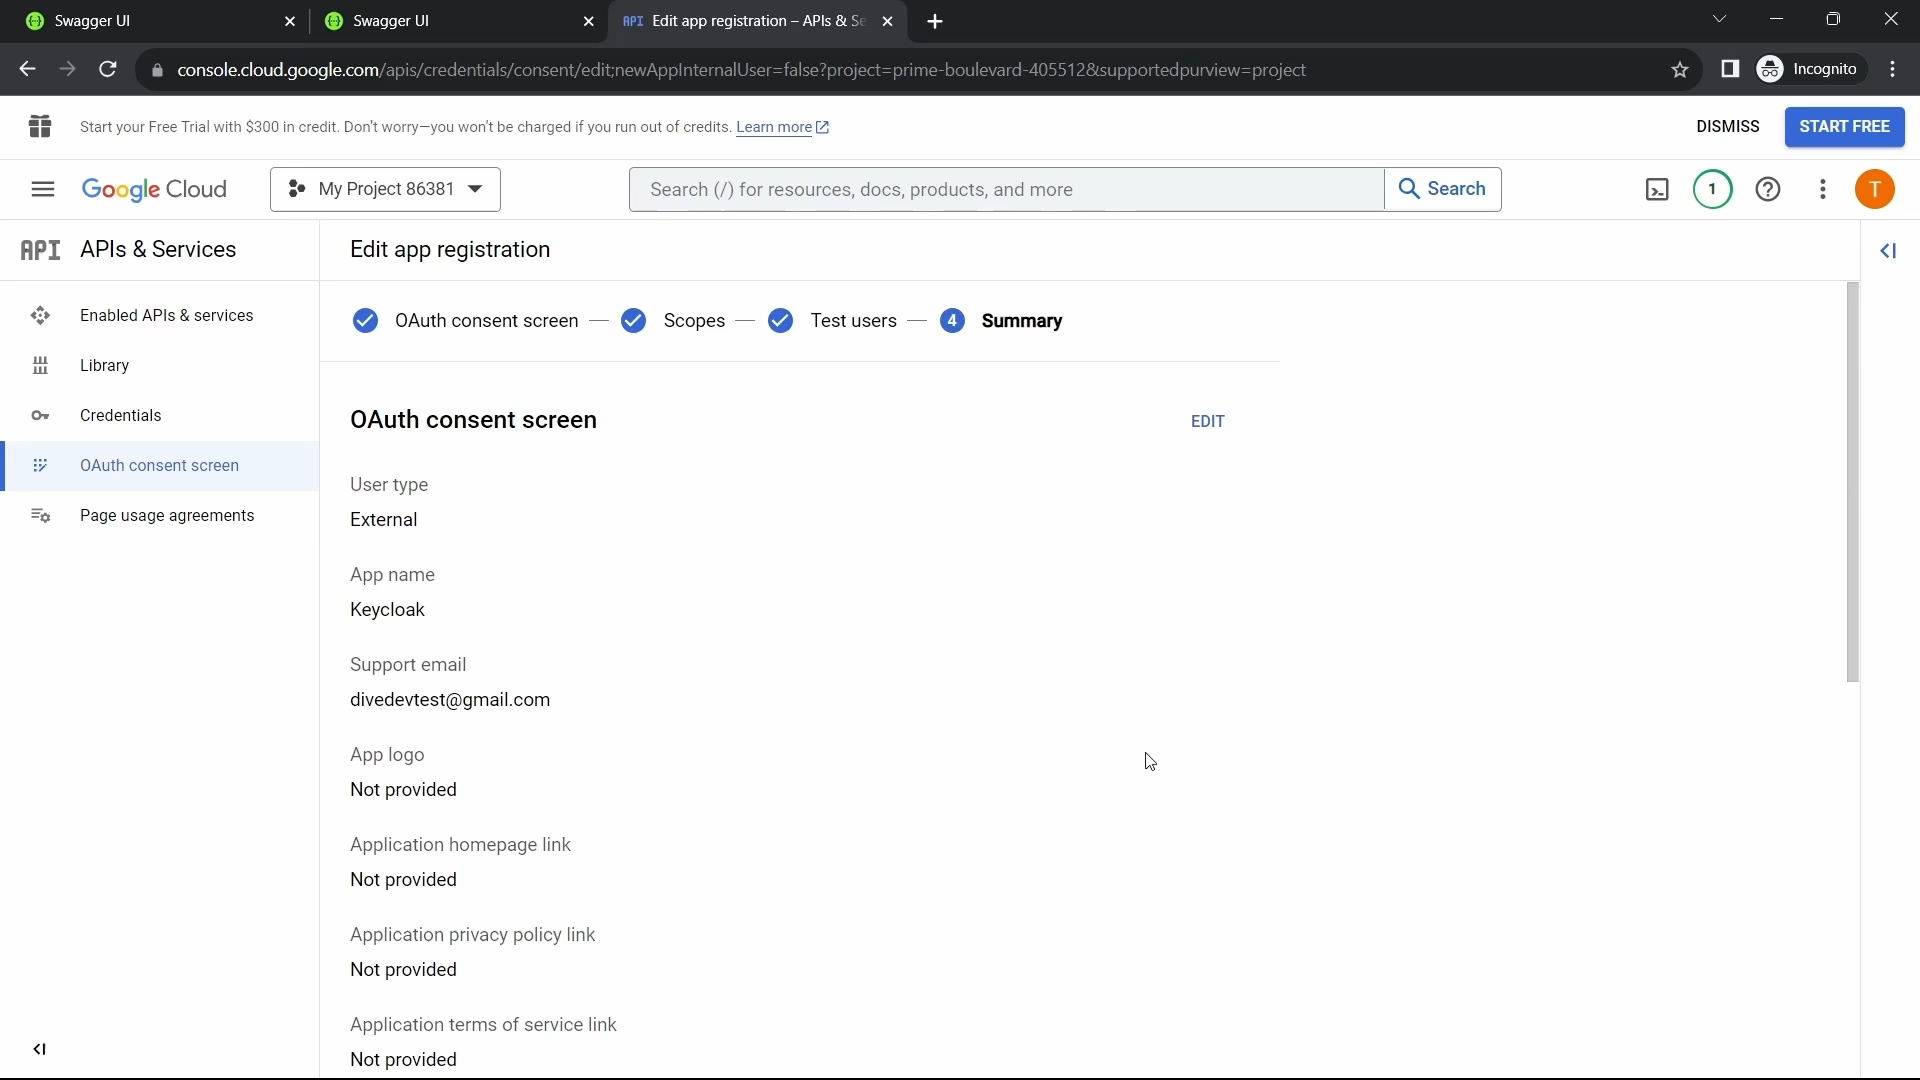 Swagger UI
Swagger UI
API Edit app registration – APIs & Se
console.cloud.google.com/apis/credentials/consent/edit;newAppInternalUser=false?project=prime-boulevard-405512&supportedpurview=project
Incognito
Start your Free Trial with $300 in credit. Don't worry—you won't be charged if you run out of credits. Learn more
DISMISS
START FREE
Google Cloud
My Project 86381
Search (/) for resources, docs, products, and more
Search
1
T
API APIs & Services
Edit app registration
Enabled APIs & services
Library
Credentials
OAuth consent screen
Page usage agreements
OAuth consent screen — Scopes — Test users — 4 Summary
OAuth consent screen
EDIT
User type
External
App name
Keycloak
Support email
divedevtest@gmail.com
App logo
Not provided
Application homepage link
Not provided
Application privacy policy link
Not provided
Application terms of service link
Not provided